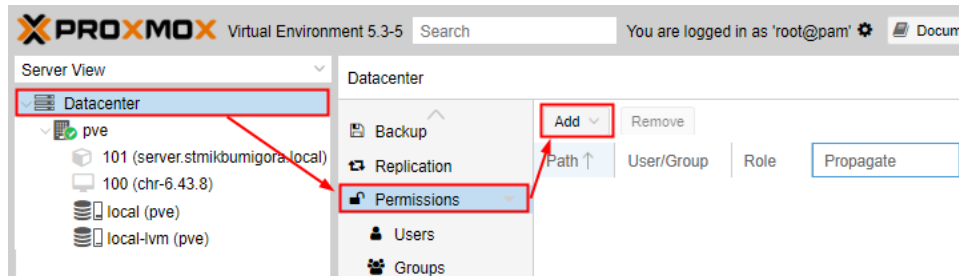 PROXMOX Virtual Environment 5.3-5 Search You are logged in as 'root@pam' Docum
Server View
Datacenter
pve
101 (server.stmikbumigora.local)
100 (chr-6.43.8)
local (pve)
local-lvm (pve)
Datacenter
Backup
Replication
Permissions
Users
Groups
Add Remove
Path User/Group Role Propagate